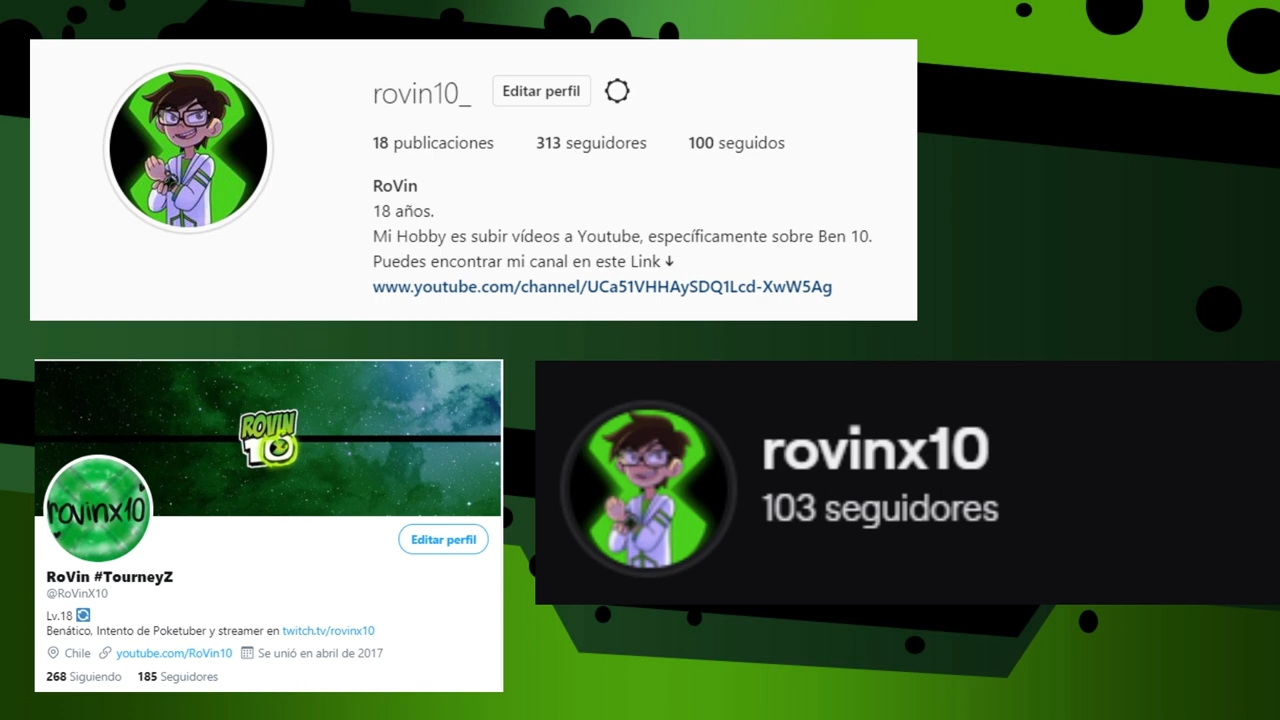 rovin10_ Editar perfil
18 publicaciones 313 seguidores 100 seguidos
RoVin
18 años.
Mi Hobby es subir vídeos a Youtube, específicamente sobre Ben 10.
Puedes encontrar mi canal en este Link ↓
www.youtube.com/channel/UCa51VHHAySDQ1Lcd-XwW5Ag
ROVIN
10
rovinx10
Editar perfil
RoVin #TourneyZ
@RoVinX10
Lv.18 🔄
Benático, Intento de Poketuber y streamer en twitch.tv/rovinx10
Chile youtube.com/RoVin10 Se unió en abril de 2017
268 Siguiendo 185 Seguidores
rovinx10
103 seguidores